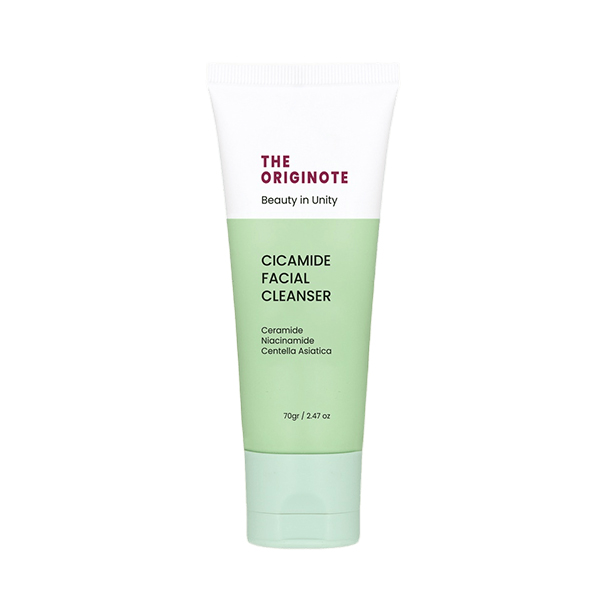 THE
ORIGINOTE
Beauty in Unity
CICAMIDE
FACIAL
CLEANSER
Ceramide
Niacinamide
Centella Asiatica
70gr / 2.47 oz